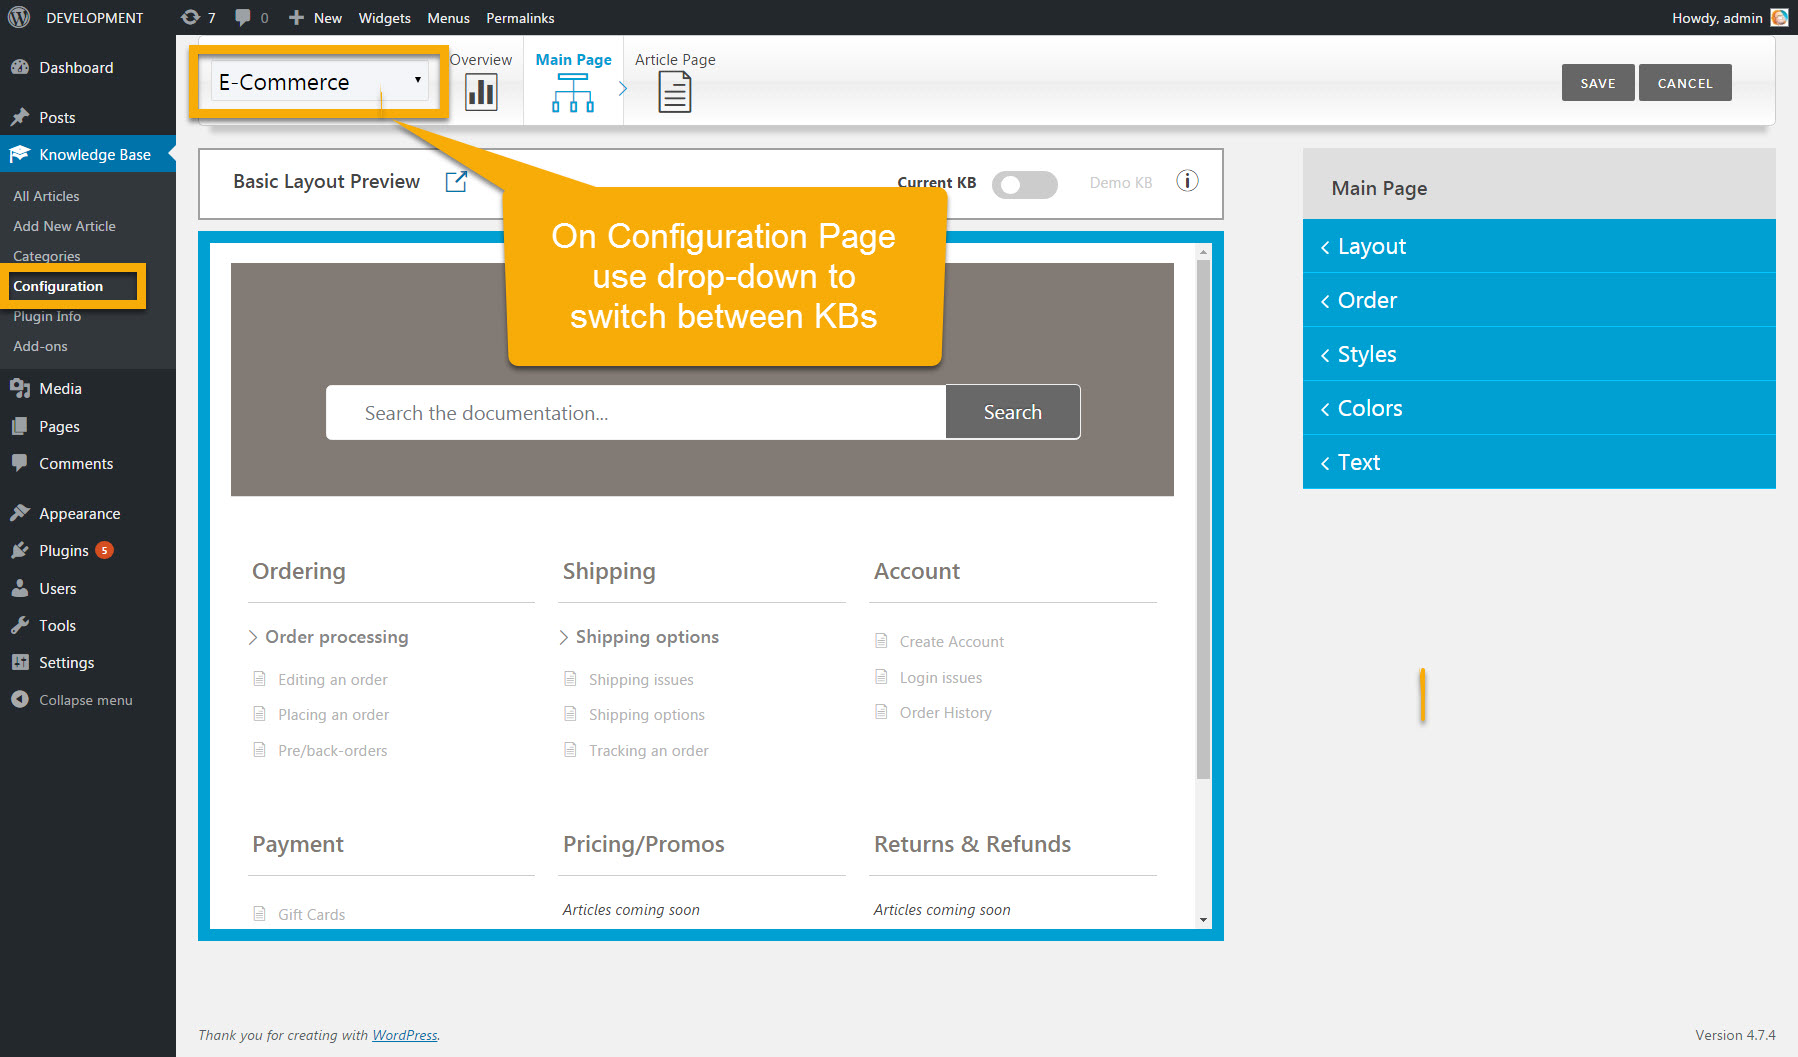 DEVELOPMENT 7 0 New Widgets Menus Permalinks Howdy, admin
Dashboard
Posts
Knowledge Base
All Articles
Add New Article
Categories
Configuration
Plugin Info
Add-ons
Media
Pages
Comments
Appearance
Plugins 5
Users
Tools
Settings
Collapse menu
E-Commerce
Overview
Main Page
Article Page
SAVE
CANCEL
Basic Layout Preview
Current KB
Demo KB
On Configuration Page
use drop-down to
switch between KBs
Search the documentation...
Search
Ordering
Order processing
Editing an order
Placing an order
Pre/back-orders
Shipping
Shipping options
Shipping issues
Shipping options
Tracking an order
Account
Create Account
Login issues
Order History
Payment
Gift Cards
Pricing/Promos
Articles coming soon
Returns & Refunds
Articles coming soon
Main Page
Layout
Order
Styles
Colors
Text
Thank you for creating with WordPress.
Version 4.7.4